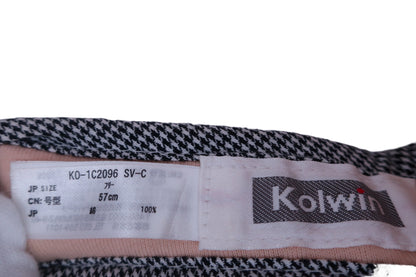 KO-1C2096 SV-C
JP SIZE ﾌﾘｰ
CN: 号型 57cm
JP 綿 100%
Kolwin